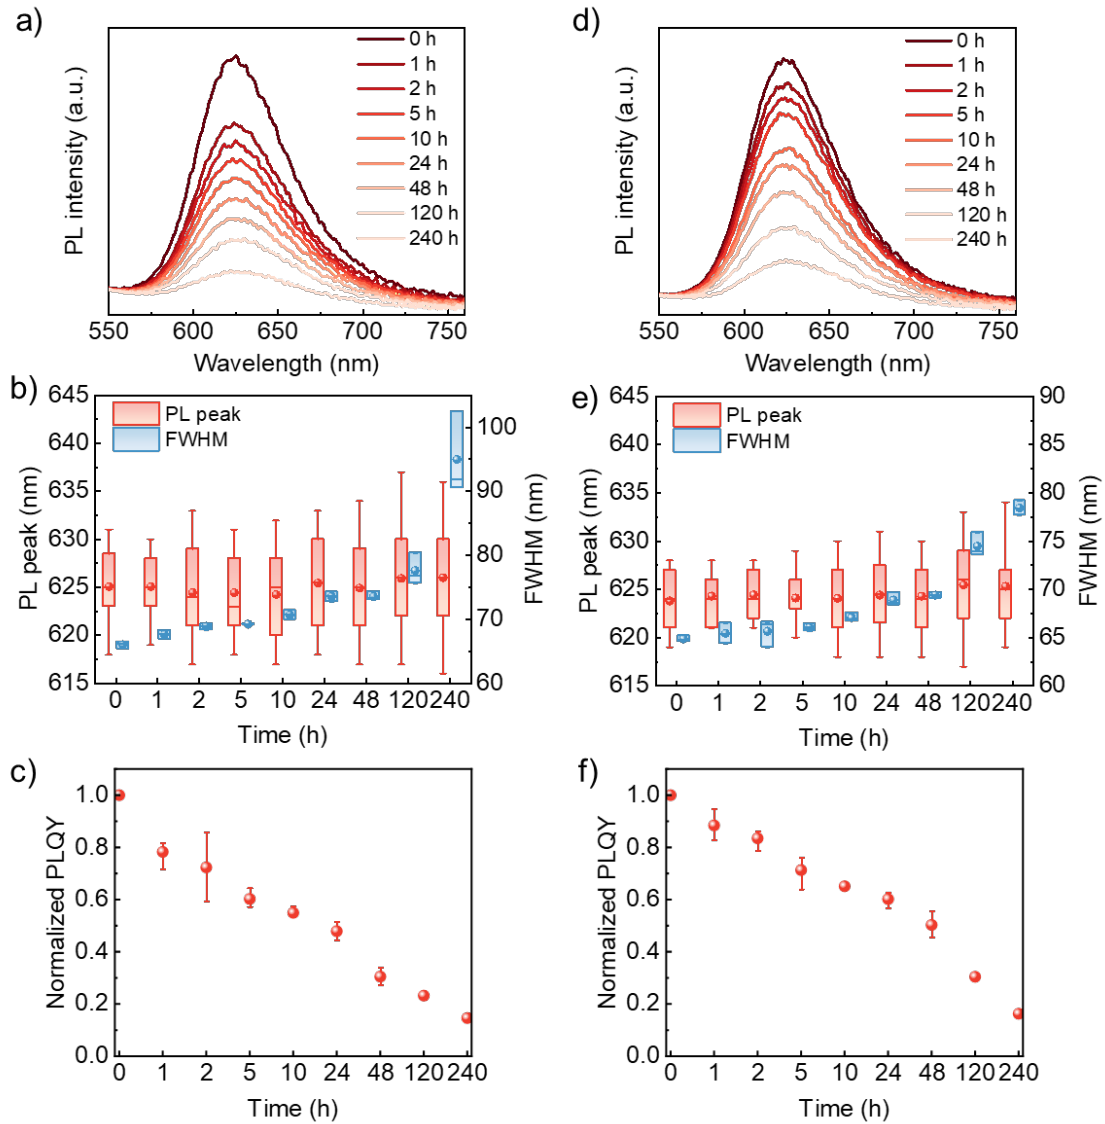 a)
PL intensity (a.u.)
0 h
1 h
2 h
5 h
10 h
24 h
48 h
120 h
240 h
550 600 650 700 750
Wavelength (nm)
d)
PL intensity (a.u.)
0 h
1 h
2 h
5 h
10 h
24 h
48 h
120 h
240 h
550 600 650 700 750
Wavelength (nm)
b)
PL peak (nm)
645
640
635
630
625
620
615
PL peak
FWHM
100
90
80
70
60
FWHM (nm)
0 1 2 5 10 24 48 120 240
Time (h)
e)
PL peak (nm)
645
640
635
630
625
620
615
PL peak
FWHM
90
85
80
75
70
65
60
FWHM (nm)
0 1 2 5 10 24 48 120 240
Time (h)
c)
Normalized PLQY
1.0
0.8
0.6
0.4
0.2
0.0
0 1 2 5 10 24 48 120 240
Time (h)
f)
Normalized PLQY
1.0
0.8
0.6
0.4
0.2
0.0
0 1 2 5 10 24 48 120 240
Time (h)